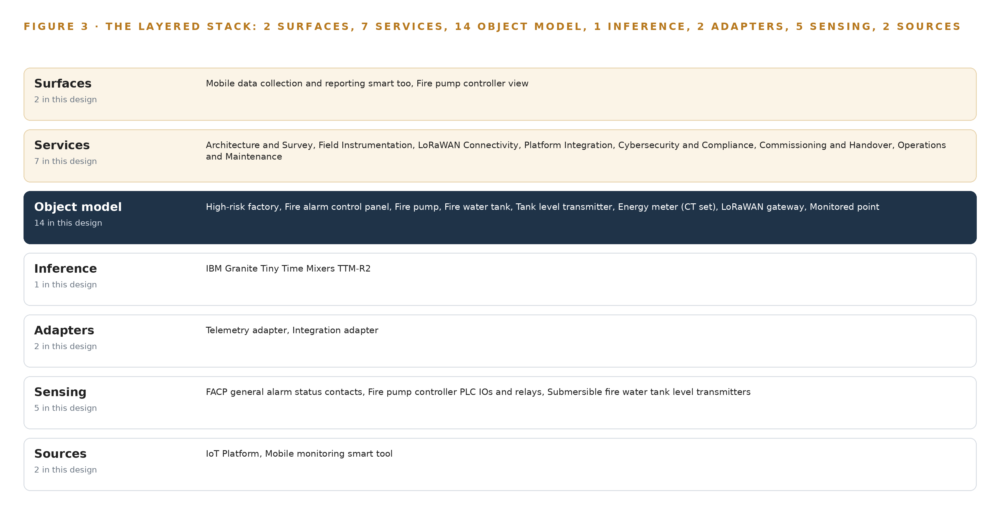 FIGURE 3 · THE LAYERED STACK: 2 SURFACES, 7 SERVICES, 14 OBJECT MODEL, 1 INFERENCE, 2 ADAPTERS, 5 SENSING, 2 SOURCES
Surfaces
2 in this design
Mobile data collection and reporting smart too, Fire pump controller view
Services
7 in this design
Architecture and Survey, Field Instrumentation, LoRaWAN Connectivity, Platform Integration, Cybersecurity and Compliance, Commissioning and Handover, Operations
and Maintenance
Object model
14 in this design
High-risk factory, Fire alarm control panel, Fire pump, Fire water tank, Tank level transmitter, Energy meter (CT set), LoRaWAN gateway, Monitored point
Inference
1 in this design
IBM Granite Tiny Time Mixers TTM-R2
Adapters
2 in this design
Telemetry adapter, Integration adapter
Sensing
5 in this design
FACP general alarm status contacts, Fire pump controller PLC IOs and relays, Submersible fire water tank level transmitters
Sources
2 in this design
IoT Platform, Mobile monitoring smart tool